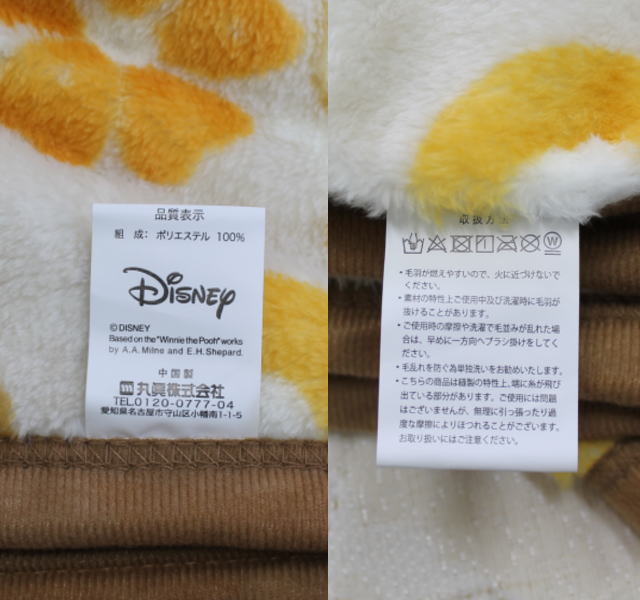 品質表示
組 成: ポリエステル 100%
Disney
© DISNEY
Based on the "Winnie the Pooh" works
by A.A. Milne and E.H. Shepard.
中国製
丸眞株式会社
TEL0120-0777-04
愛知県名古屋市守山区小幡南1-1-5
取扱方法
W
・毛羽が燃えやすいので、火に近づけないで
ください。
・素材の特性上ご使用中及び洗濯時に毛羽が
抜けることがあります。
・ご使用時の摩擦や洗濯で毛並みが乱れた場
合は、早めに一方向へブラシ掛けをしてく
ださい。
・毛乱れを防ぐ為単独洗いをお勧めいたします。
・こちらの商品は縫製の特性上、端に糸が飛び
出ている部分があります。ご使用には問題
はございませんが、無理に引っ張ったり過
度な摩擦によりほつれることがございます。
お取り扱いにはご注意ください。